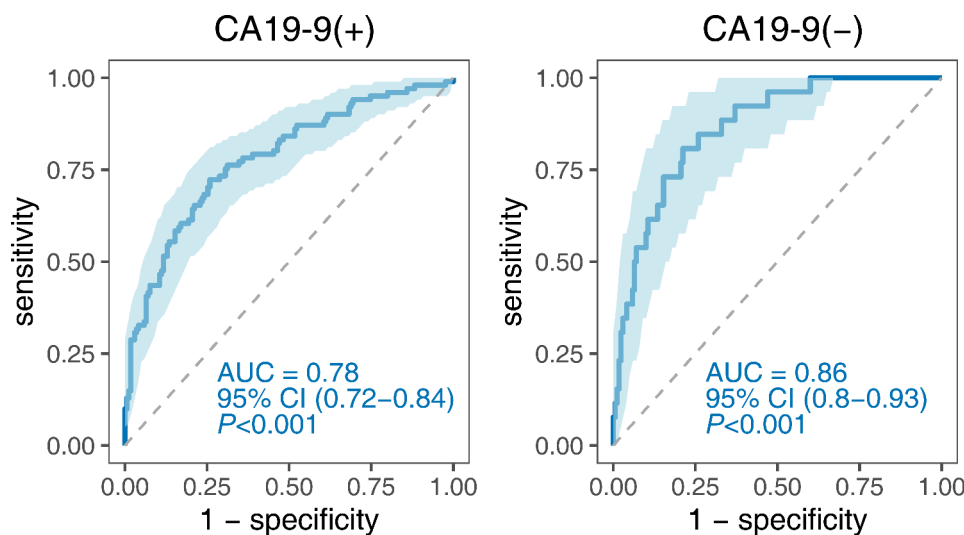 CA19-9(+)
1.00
0.75
0.50
0.25
0.00
sensitivity
AUC = 0.78
95% CI (0.72−0.84)
P<0.001
0.00 0.25 0.50 0.75 1.00
1 − specificity
CA19-9(−)
1.00
0.75
0.50
0.25
0.00
sensitivity
AUC = 0.86
95% CI (0.8−0.93)
P<0.001
0.00 0.25 0.50 0.75 1.00
1 − specificity